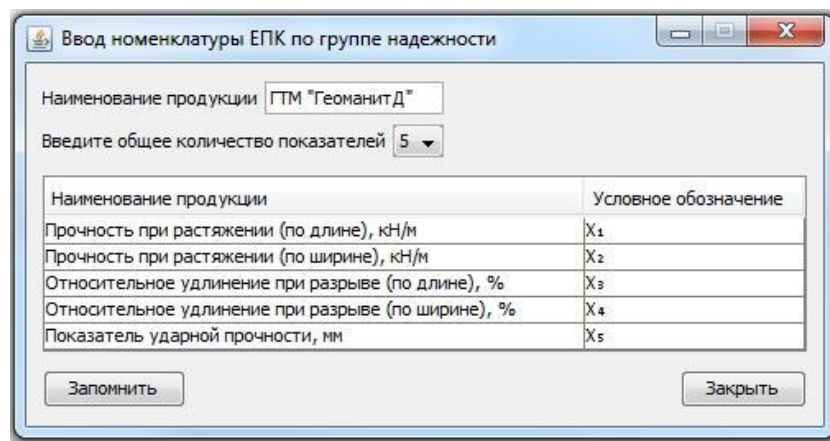 Ввод номенклатуры ЕПК по группе надежности
Наименование продукции ГТМ "ГеоманитД"
Введите общее количество показателей 5
Наименование продукции Условное обозначение
Прочность при растяжении (по длине), кН/м X₁
Прочность при растяжении (по ширине), кН/м X₂
Относительное удлинение при разрыве (по длине), % X₃
Относительное удлинение при разрыве (по ширине), % X₄
Показатель ударной прочности, мм X₅
Запомнить Закрыть